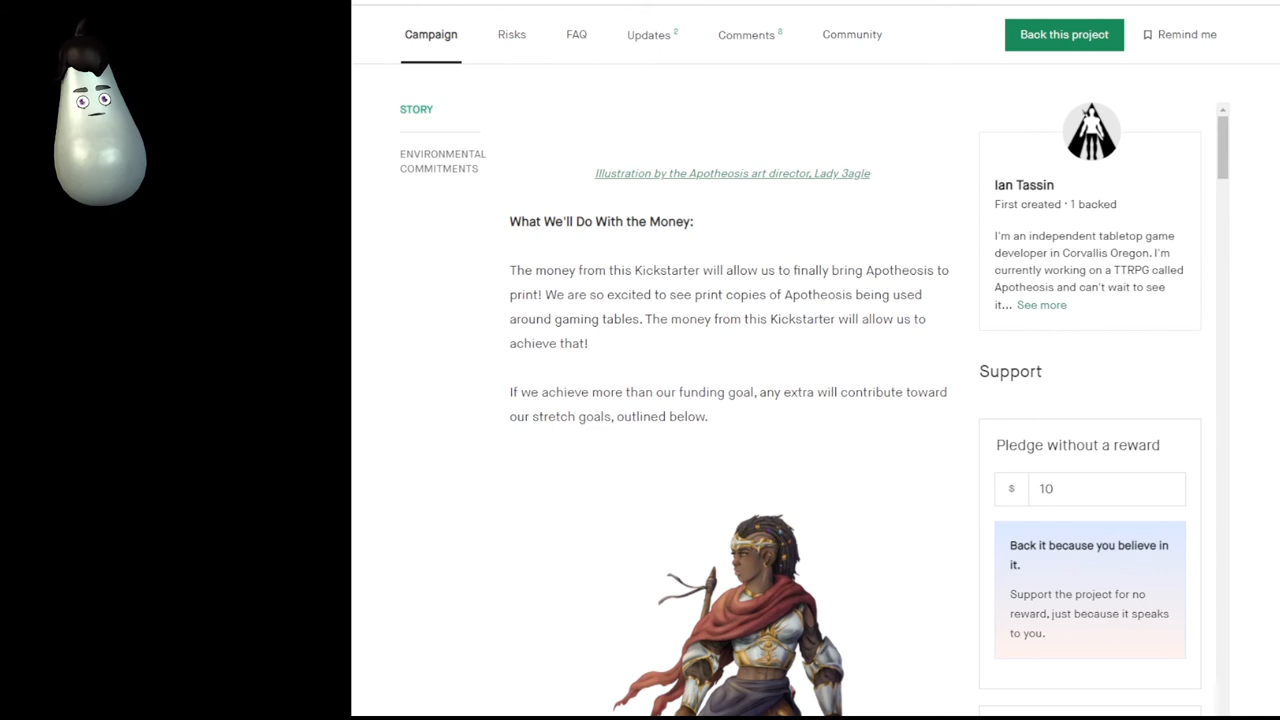 Campaign
Risks
FAQ
Updates 2
Comments 8
Community
Back this project
Remind me
STORY
ENVIRONMENTAL
COMMITMENTS
Illustration by the Apotheosis art director, Lady 3agle
What We'll Do With the Money:
The money from this Kickstarter will allow us to finally bring Apotheosis to
print! We are so excited to see print copies of Apotheosis being used
around gaming tables. The money from this Kickstarter will allow us to
achieve that!
If we achieve more than our funding goal, any extra will contribute toward
our stretch goals, outlined below.
Ian Tassin
First created · 1 backed
I'm an independent tabletop game
developer in Corvallis Oregon. I'm
currently working on a TTRPG called
Apotheosis and can't wait to see
it... See more
Support
Pledge without a reward
$ 10
Back it because you believe in
it.
Support the project for no
reward, just because it speaks
to you.